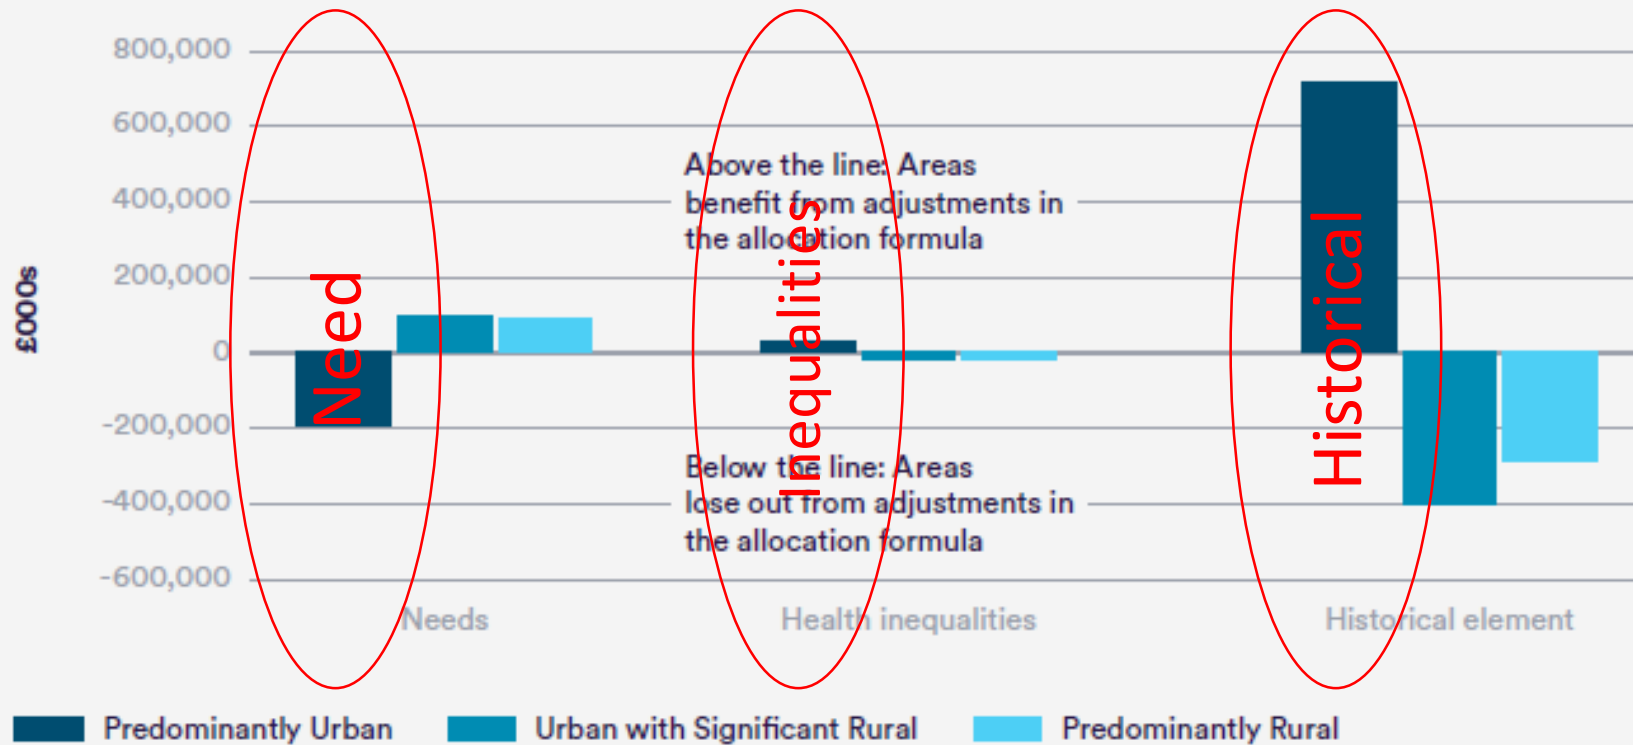 800,000
600,000
400,000
200,000
0
-200,000
-400,000
-600,000
£000s
Above the line: Areas
benefit from adjustments in
the allocation formula
Below the line: Areas
lose out from adjustments in
the allocation formula
Need
Inequalities
Historical
Needs
Health inequalities
Historical element
Predominantly Urban
Urban with Significant Rural
Predominantly Rural